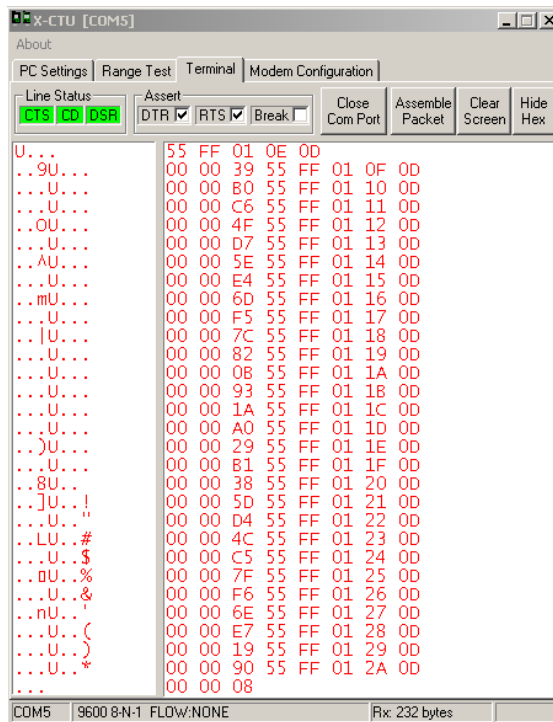 X-CTU [COM5]
About
PC Settings Range Test Terminal Modem Configuration
Line Status Assert
CTS CD DSR DTR RTS Break Close Com Port Assemble Packet Clear Screen Hide Hex
U... 55 FF 01 0E 0D
..9U... 00 00 39 55 FF 01 0F 0D
...U... 00 00 B0 55 FF 01 10 0D
...U... 00 00 C6 55 FF 01 11 0D
..OU... 00 00 4F 55 FF 01 12 0D
...U... 00 00 D7 55 FF 01 13 0D
..^U... 00 00 5E 55 FF 01 14 0D
...U... 00 00 E4 55 FF 01 15 0D
..mU... 00 00 6D 55 FF 01 16 0D
...U... 00 00 F5 55 FF 01 17 0D
..|U... 00 00 7C 55 FF 01 18 0D
...U... 00 00 82 55 FF 01 19 0D
...U... 00 00 0B 55 FF 01 1A 0D
...U... 00 00 93 55 FF 01 1B 0D
...U... 00 00 1A 55 FF 01 1C 0D
...U... 00 00 A0 55 FF 01 1D 0D
..)U... 00 00 29 55 FF 01 1E 0D
...U... 00 00 B1 55 FF 01 1F 0D
..8U... 00 00 38 55 FF 01 20 0D
..]U..! 00 00 5D 55 FF 01 21 0D
...U.." 00 00 D4 55 FF 01 22 0D
..LU..# 00 00 4C 55 FF 01 23 0D
...U..$ 00 00 C5 55 FF 01 24 0D
..▯U..% 00 00 7F 55 FF 01 25 0D
...U..& 00 00 F6 55 FF 01 26 0D
..nU..' 00 00 6E 55 FF 01 27 0D
...U..( 00 00 E7 55 FF 01 28 0D
...U..) 00 00 19 55 FF 01 29 0D
...U..* 00 00 90 55 FF 01 2A 0D
... 00 00 08
COM5 9600 8-N-1 FLOW:NONE Rx: 232 bytes